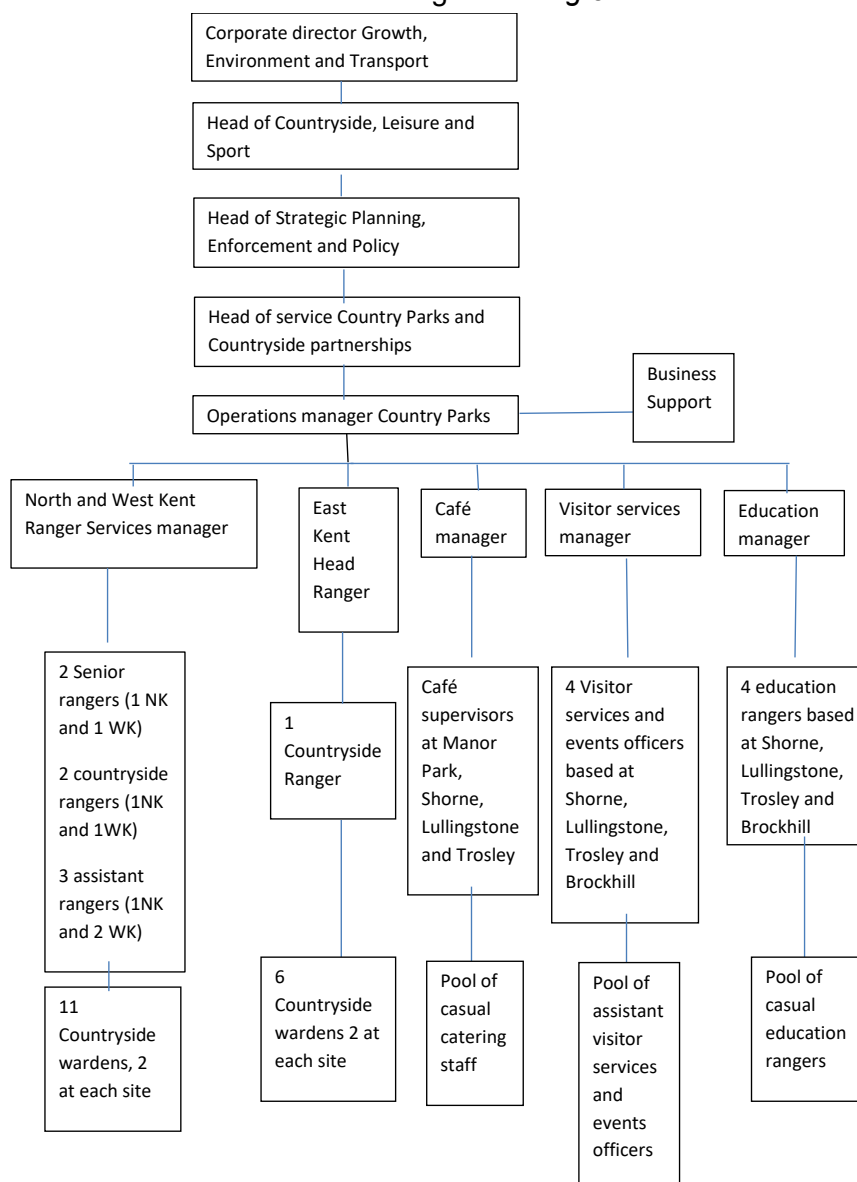 Corporate director Growth,
Environment and Transport
Head of Countryside, Leisure and
Sport
Head of Strategic Planning,
Enforcement and Policy
Head of service Country Parks and
Countryside partnerships
Business
Support
Operations manager Country Parks
North and West Kent
Ranger Services manager
East
Kent
Head
Ranger
Café
manager
Visitor services
manager
Education
manager
2 Senior
rangers (1 NK
and 1 WK)
2 countryside
rangers (1NK
and 1WK)
3 assistant
rangers (1NK
and 2 WK)
1
Countryside
Ranger
Café
supervisors
at Manor
Park,
Shorne,
Lullingstone
and Trosley
4 Visitor
services and
events officers
based at
Shorne,
Lullingstone,
Trosley and
Brockhill
4 education
rangers based
at Shorne,
Lullingstone,
Trosley and
Brockhill
11
Countryside
wardens, 2
at each site
6
Countryside
wardens 2 at
each site
Pool of
casual
catering
staff
Pool of
assistant
visitor
services
and
events
officers
Pool of
casual
education
rangers